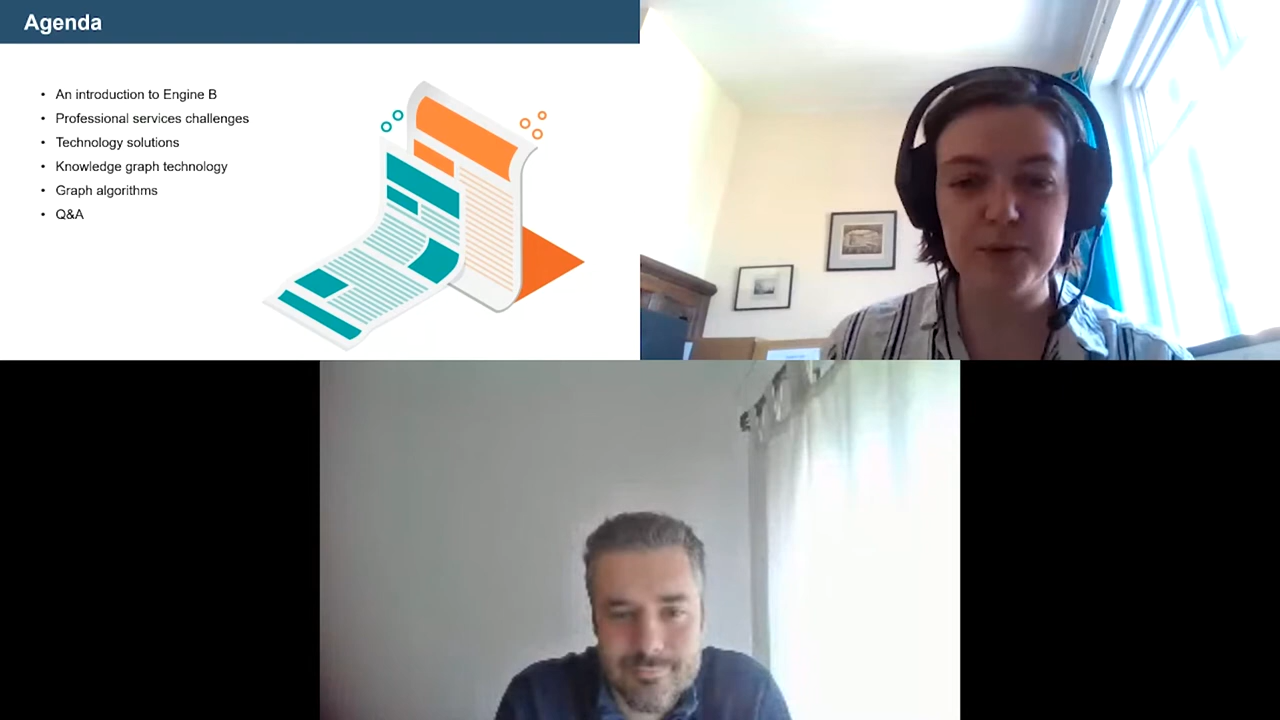 Agenda
• An introduction to Engine B
• Professional services challenges
• Technology solutions
• Knowledge graph technology
• Graph algorithms
• Q&A